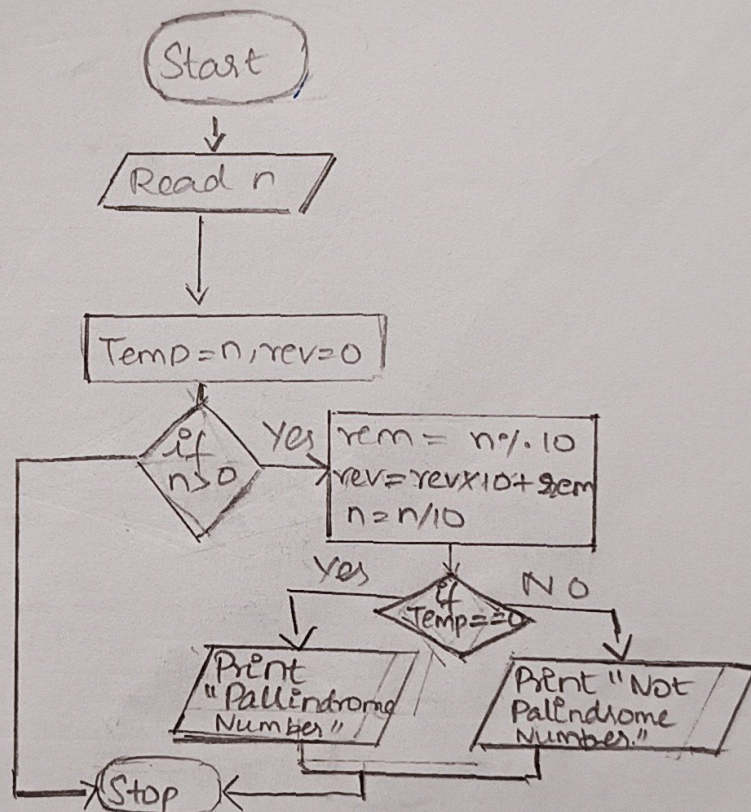 Start
Read n
Temp=n, rev=0
if
n>0
Yes
rem = n%.10
rev=rev×10+rem
n=n/10
Yes
if
Temp==0
NO
Print
"Pallindrome
Number"
Print "Not
Palindrome
Number."
Stop